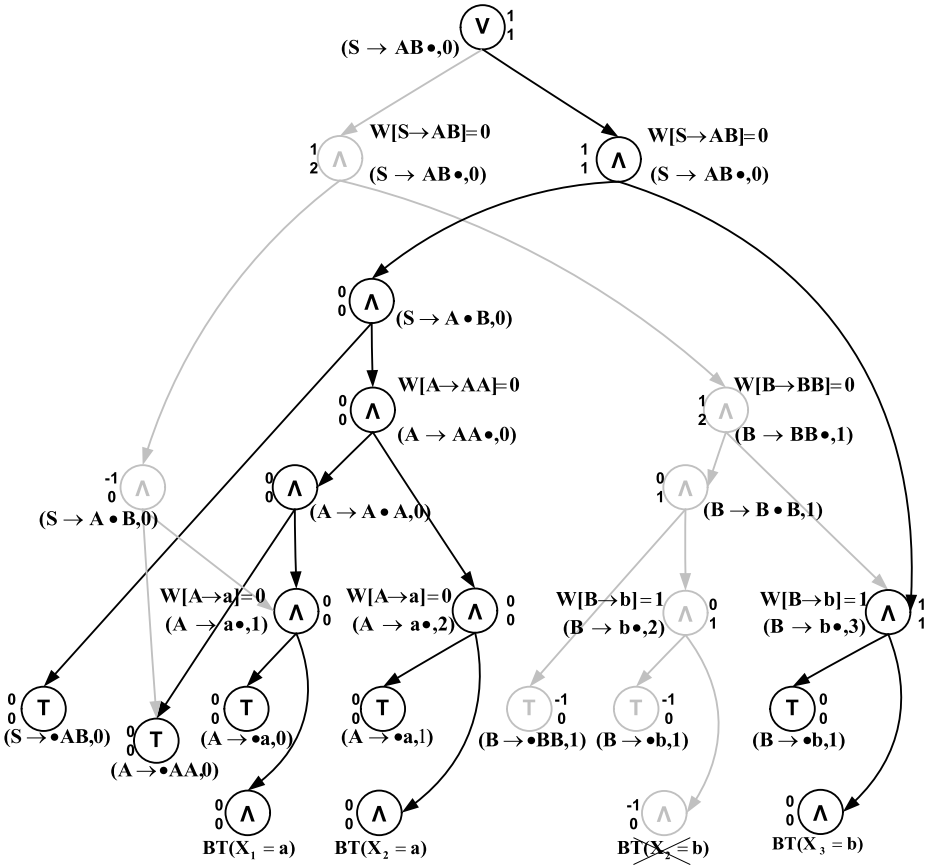 V 1
1
(S → AB•,0)
W[S→AB]=0 W[S→AB]=0
1 Λ 1 Λ
2 (S → AB•,0) 1 (S → AB•,0)
0 Λ
0 (S → A•B,0)
W[A→AA]=0 W[B→BB]=0
0 Λ 1 Λ
0 (A → AA•,0) 2 (B → BB•,1)
-1 Λ 0 Λ 0 Λ
0 0 1
(S → A•B,0) (A → A•A,0) (B → B•B,1)
W[A→a]=0 Λ 0 W[A→a]=0 Λ 0 W[B→b]=1 Λ 0 W[B→b]=1 Λ 1
(A → a•,1) 0 (A → a•,2) 0 (B → b•,2) 1 (B → b•,3) 1
0 T 0 T 0 T 0 T T -1 T -1 T 0
0 0 0 0 0 0 0
(S →•AB,0) (A →•a,0) (A →•a,1) (B →•BB,1) (B →•b,1) (B →•b,1)
(A →•AA,0)
0 Λ 0 Λ -1 Λ 0 Λ
0 0 0 0
BT(X1 = a) BT(X2 = a) BT(X2 = b) BT(X3 = b)